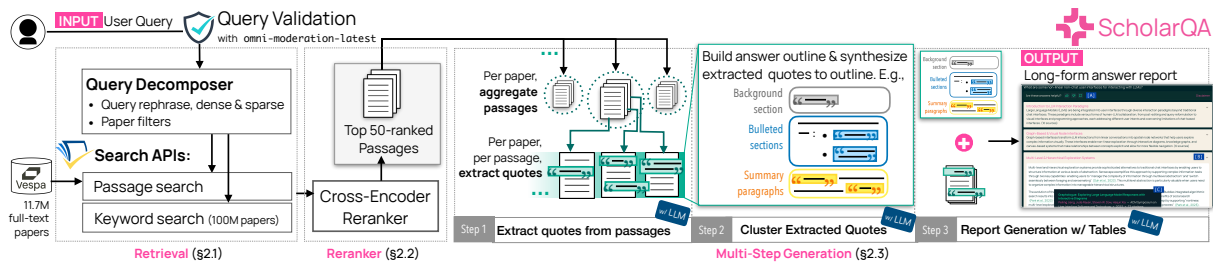 INPUT User Query
Query Validation
with omni-moderation-latest
ScholarQA
Query Decomposer
• Query rephrase, dense & sparse
• Paper filters
Search APIs:
Vespa
11.7M
full-text
papers
Passage search
Keyword search (100M papers)
Retrieval (§2.1)
Top 50-ranked
Passages
Cross-Encoder
Reranker
Reranker (§2.2)
Per paper,
aggregate
passages
Per paper,
per passage,
extract quotes
w/ LLM
Step 1
Extract quotes from passages
Build answer outline & synthesize
extracted quotes to outline. E.g.,
Background
section
Bulleted
sections
Summary
paragraphs
w/ LLM
Step 2
Cluster Extracted Quotes
Multi-Step Generation (§2.3)
Background
section
Bulleted
sections
Summary
paragraphs
OUTPUT
Long-form answer report
[A]
[B]
[C]
w/ LLM
Step 3
Report Generation w/ Tables